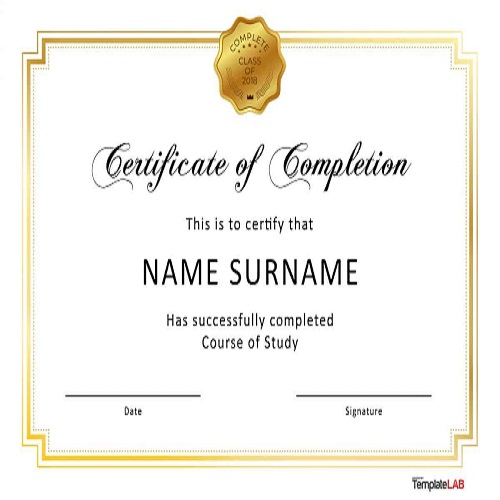 COMPLETE
CLASS
OF
2018
Certificate of Completion
This is to certify that
NAME SURNAME
Has successfully completed
Course of Study
Date
Signature
TemplateLAB